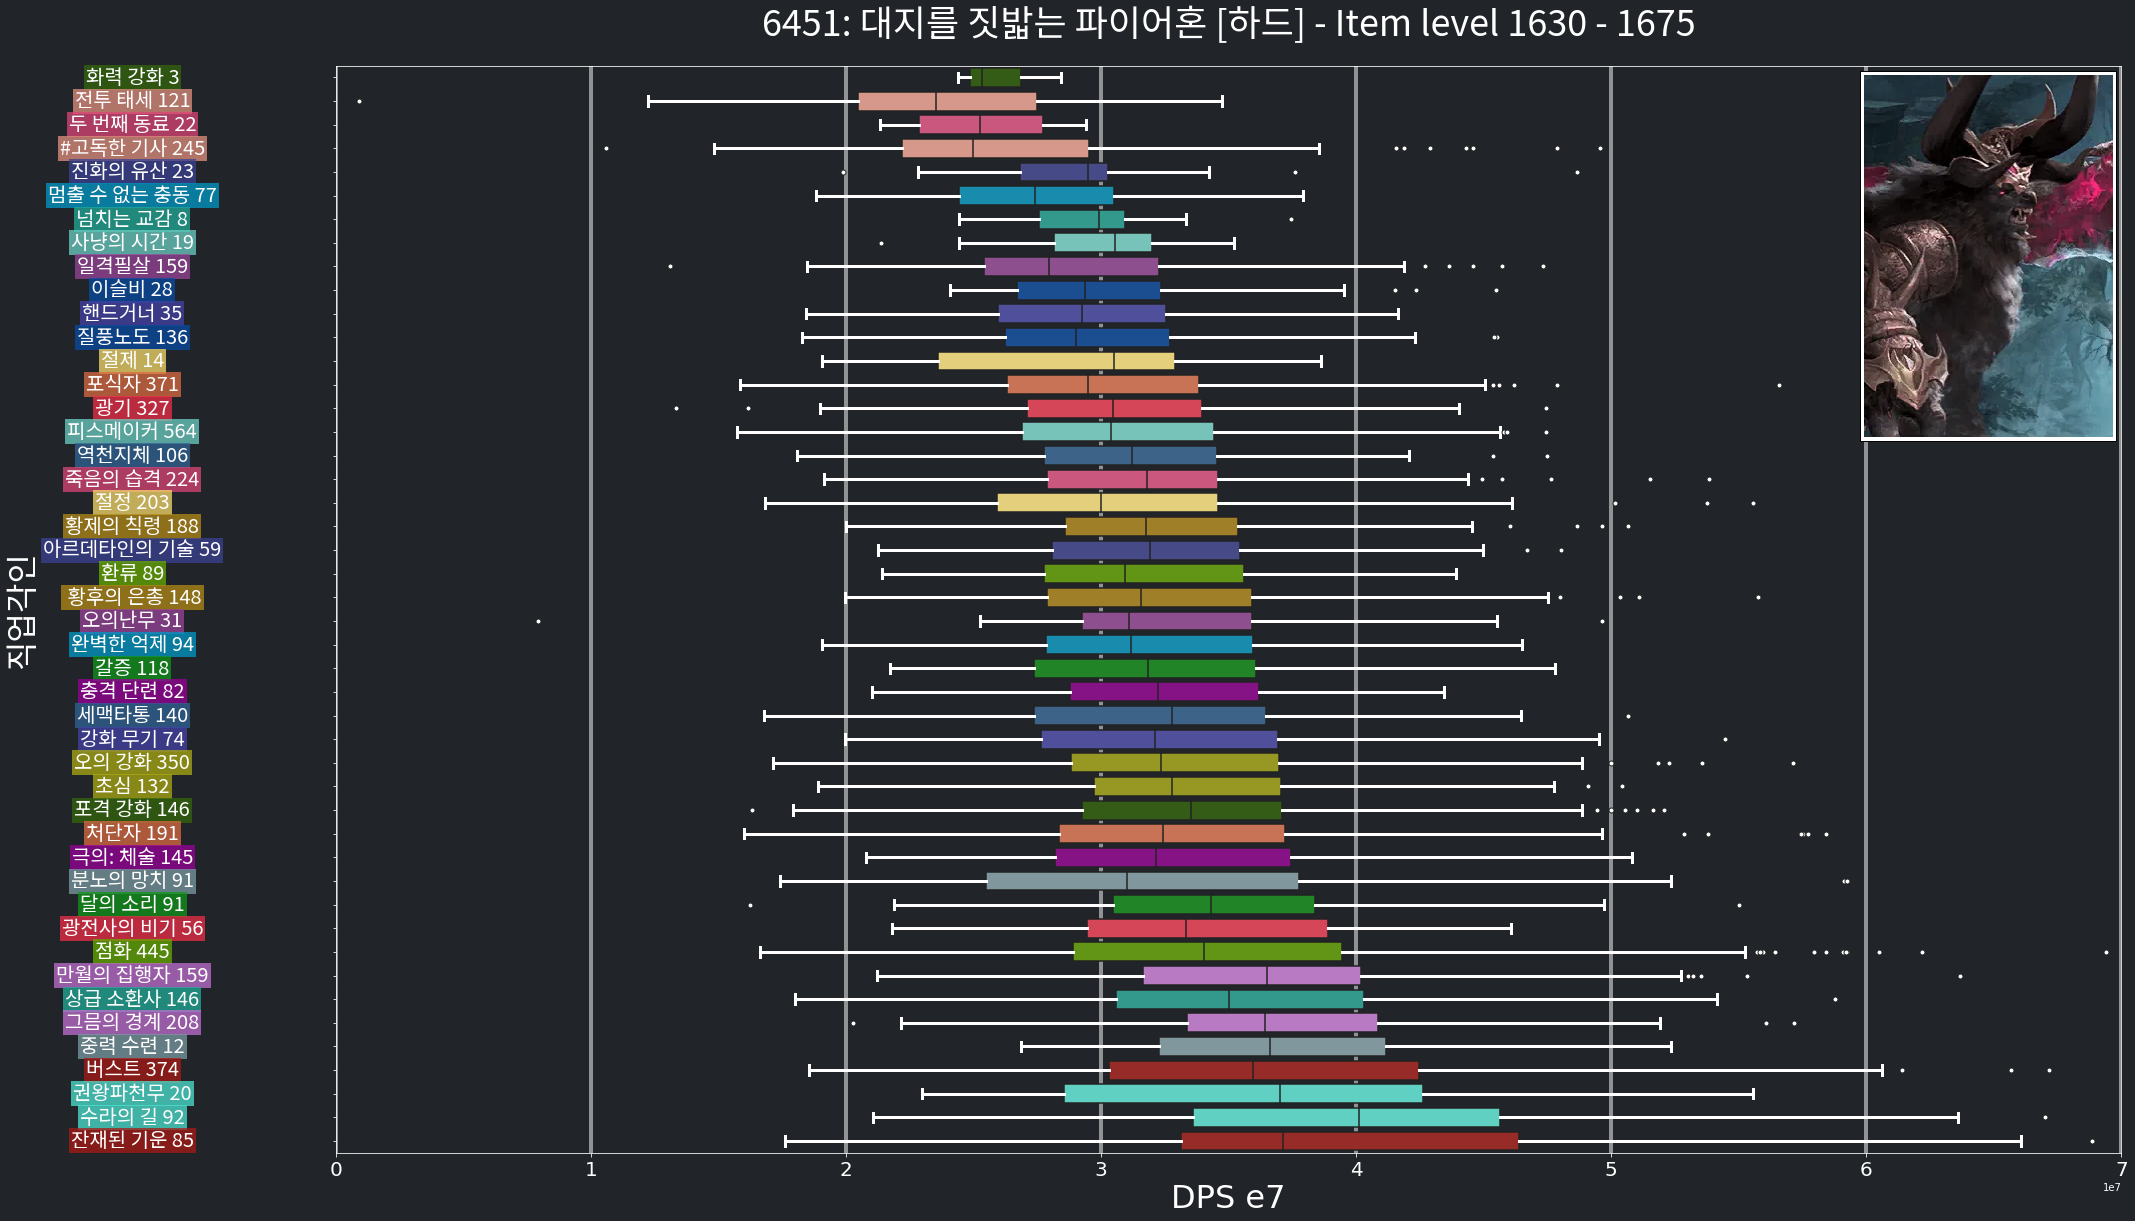 6451: 대지를 짓밟는 파이어혼 [하드] - Item level 1630 - 1675
화력 강화 3
전투 태세 121
두 번째 동료 22
#고독한 기사 245
진화의 유산 23
멈출 수 없는 충동 77
넘치는 교감 8
사냥의 시간 19
일격필살 159
이슬비 28
핸드거너 35
질풍노도 136
절제 14
포식자 371
광기 327
피스메이커 564
역천지체 106
죽음의 습격 224
절정 203
황제의 칙령 188
아르데타인의 기술 59
환류 89
황후의 은총 148
오의난무 31
완벽한 억제 94
갈증 118
충격 단련 82
세맥타통 140
강화 무기 74
오의 강화 350
초심 132
포격 강화 146
처단자 191
극의: 체술 145
분노의 망치 91
달의 소리 91
광전사의 비기 56
점화 445
만월의 집행자 159
상급 소환사 146
그믐의 경계 208
중력 수련 12
버스트 374
권왕파천무 20
수라의 길 92
잔재된 기운 85
직업각인
0 1 2 3 4 5 6 7
1e7
DPS e7